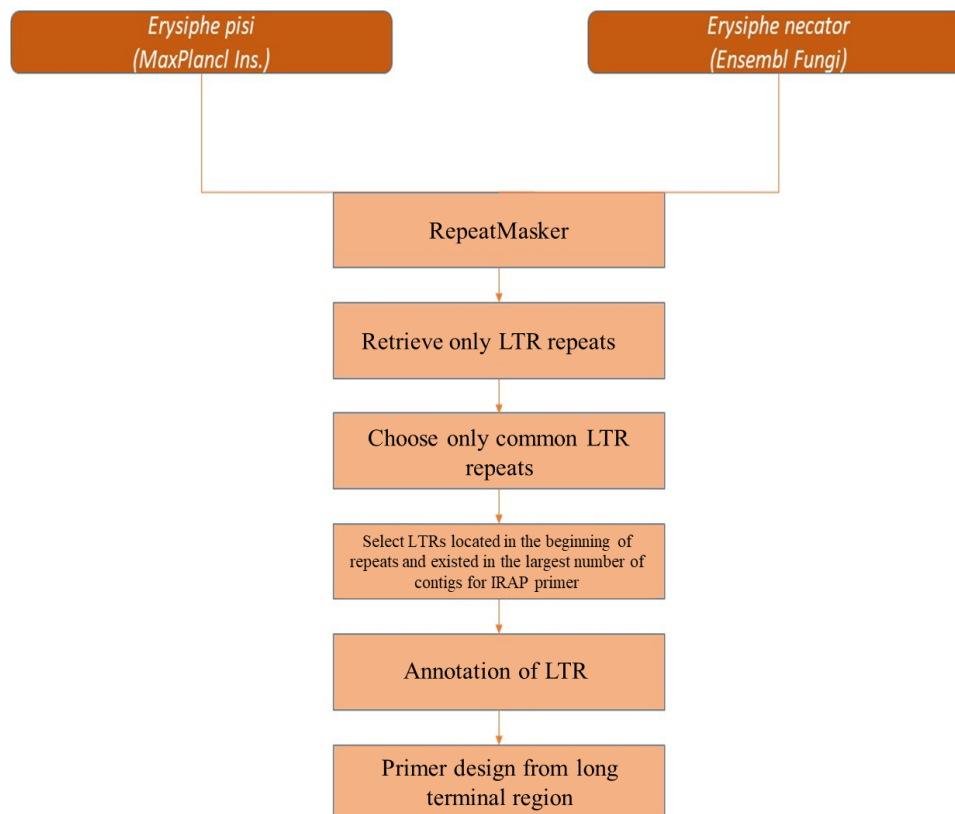 Erysiphe pisi
(MaxPlancl Ins.)
Erysiphe necator
(Ensembl Fungi)
RepeatMasker
Retrieve only LTR repeats
Choose only common LTR
repeats
Select LTRs located in the beginning of
repeats and existed in the largest number of
contigs for IRAP primer
Annotation of LTR
Primer design from long
terminal region